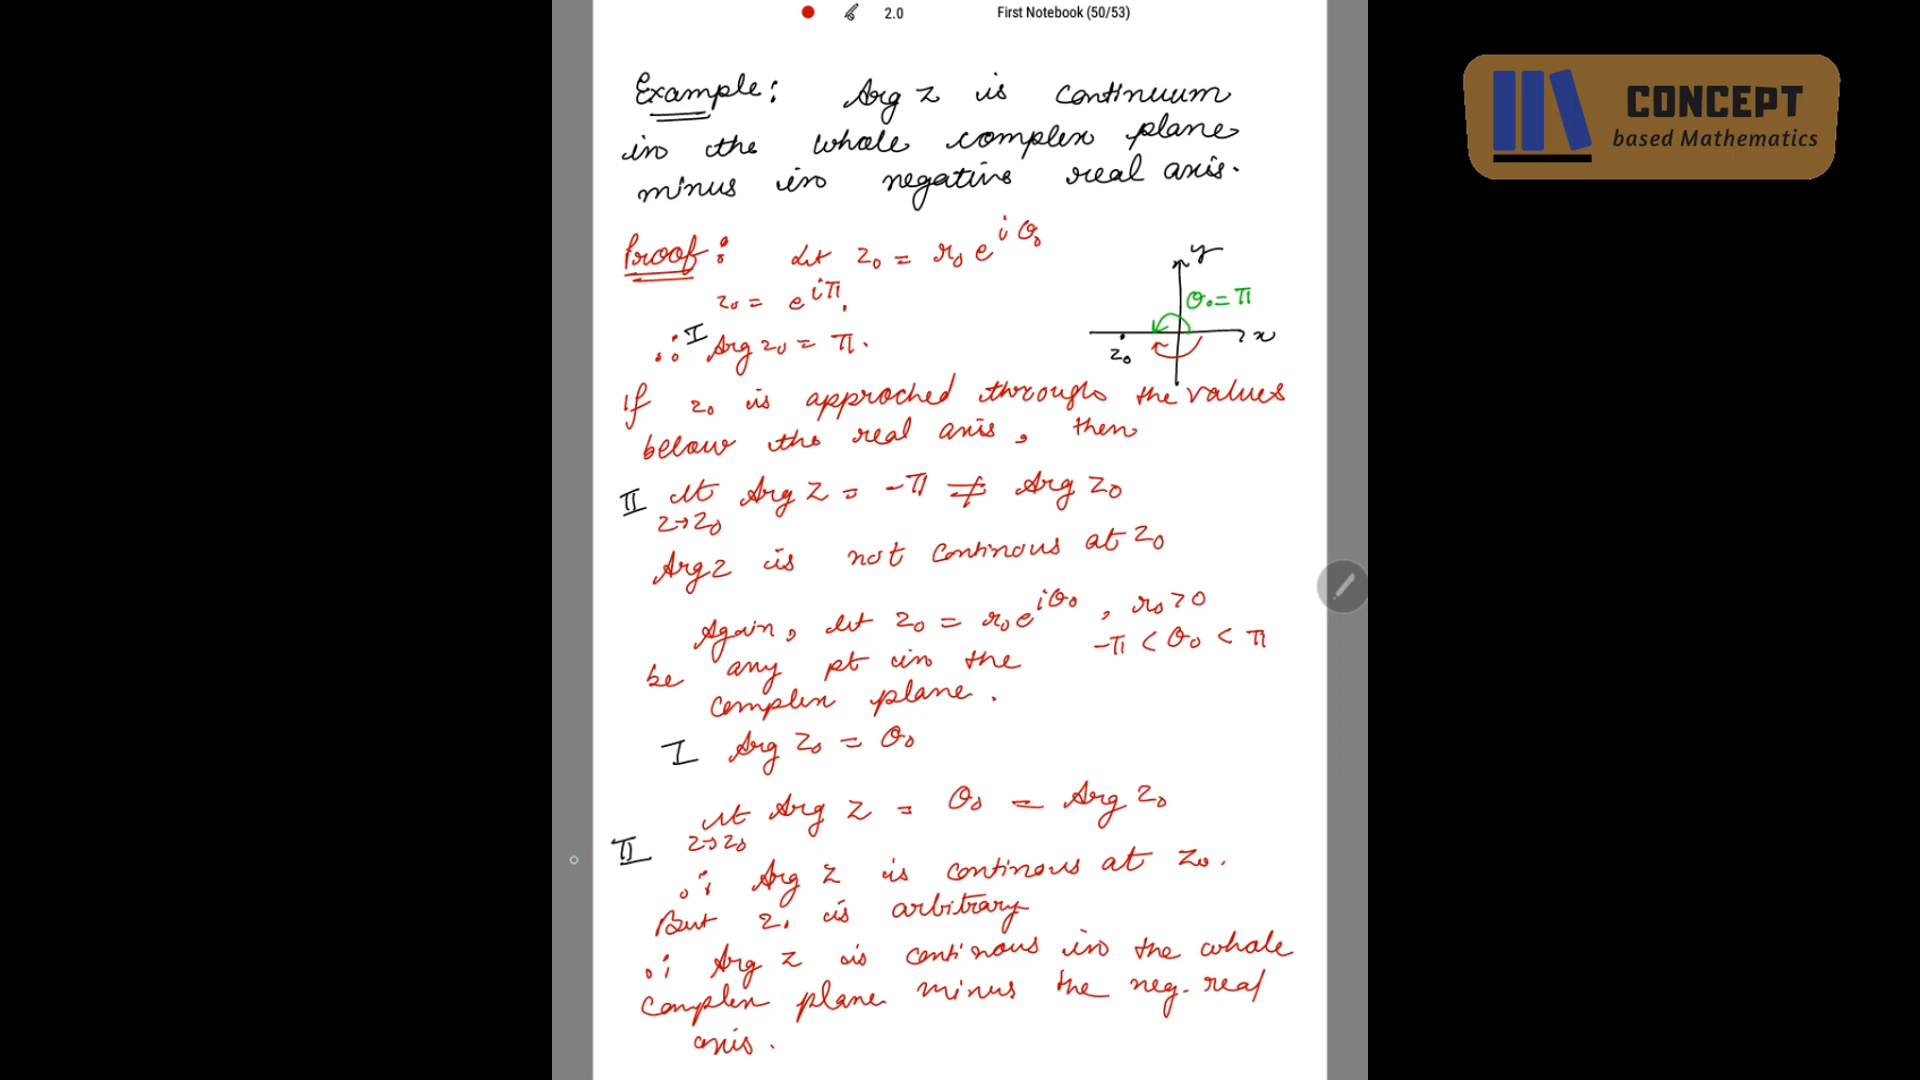 2.0 First Notebook (50/53)
CONCEPT
based Mathematics
Example: Arg z is continuum
in the whole complex plane
minus in negative real axis.
Proof: Let z₀ = r₀ e^{iθ₀}
z₀ = e^{iπ},
y
θ₀ = π
x
z₀
∴ I Arg z₀ = π.
If z₀ is approched through the values
below the real axis, then
II lt Arg z = -π ≠ Arg z₀
z→z₀
Arg z is not continous at z₀
Again, let z₀ = r₀e^{iθ₀}, r₀>0
-π < θ₀ < π
be any pt in the
complex plane.
I Arg z₀ = θ₀
II lt Arg z = θ₀ = Arg z₀
z→z₀
∴ Arg z is continous at z₀.
But z₀ is arbitrary
∴ Arg z is continous in the whole
complex plane minus the neg. real
axis.